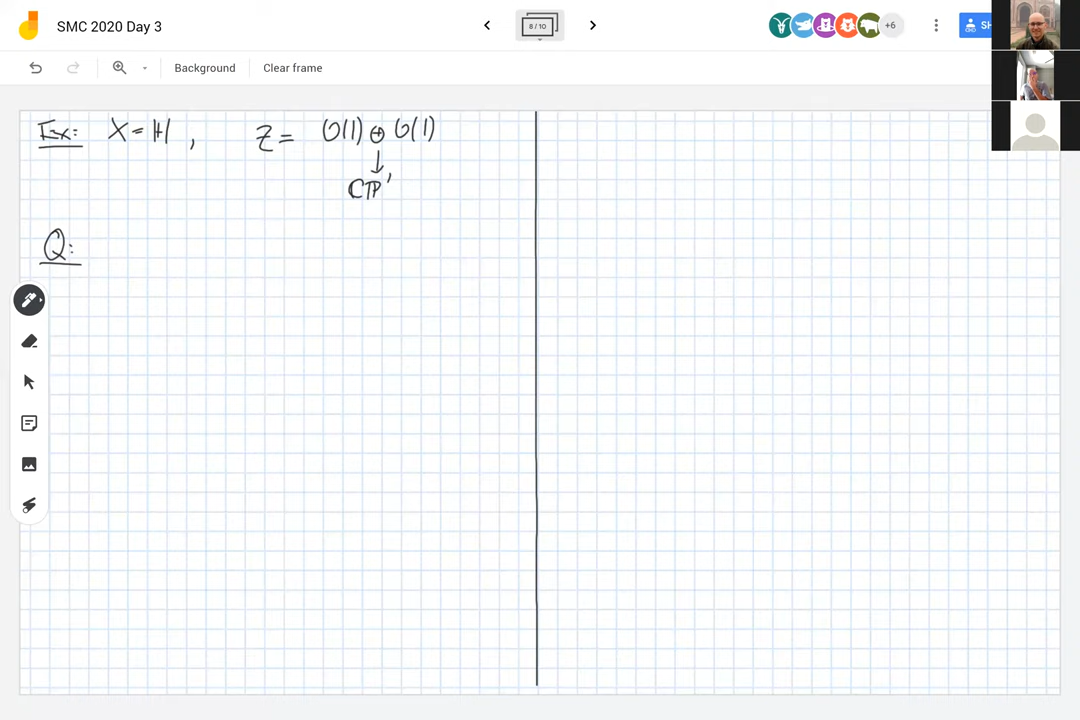 SMC 2020 Day 3
8 / 10
+6
Background
Clear frame
Ex: X = ℍ, Z = O(1) ⊕ O(1)
↓
ℂℙ¹
Q: